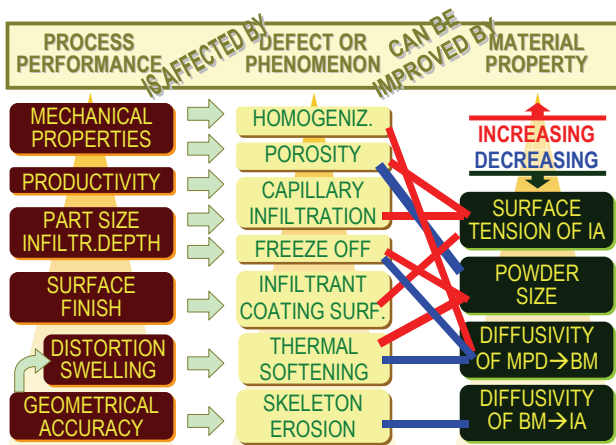 PROCESS
PERFORMANCE
IS AFFECTED BY
DEFECT OR
PHENOMENON
CAN BE
IMPROVED BY
MATERIAL
PROPERTY
MECHANICAL
PROPERTIES
PRODUCTIVITY
PART SIZE
INFILTR.DEPTH
SURFACE
FINISH
DISTORTION
SWELLING
GEOMETRICAL
ACCURACY
HOMOGENIZ.
POROSITY
CAPILLARY
INFILTRATION
FREEZE OFF
INFILTRANT
COATING SURF.
THERMAL
SOFTENING
SKELETON
EROSION
INCREASING
DECREASING
SURFACE
TENSION OF IA
POWDER
SIZE
DIFFUSIVITY
OF MPD→BM
DIFFUSIVITY
OF BM→IA